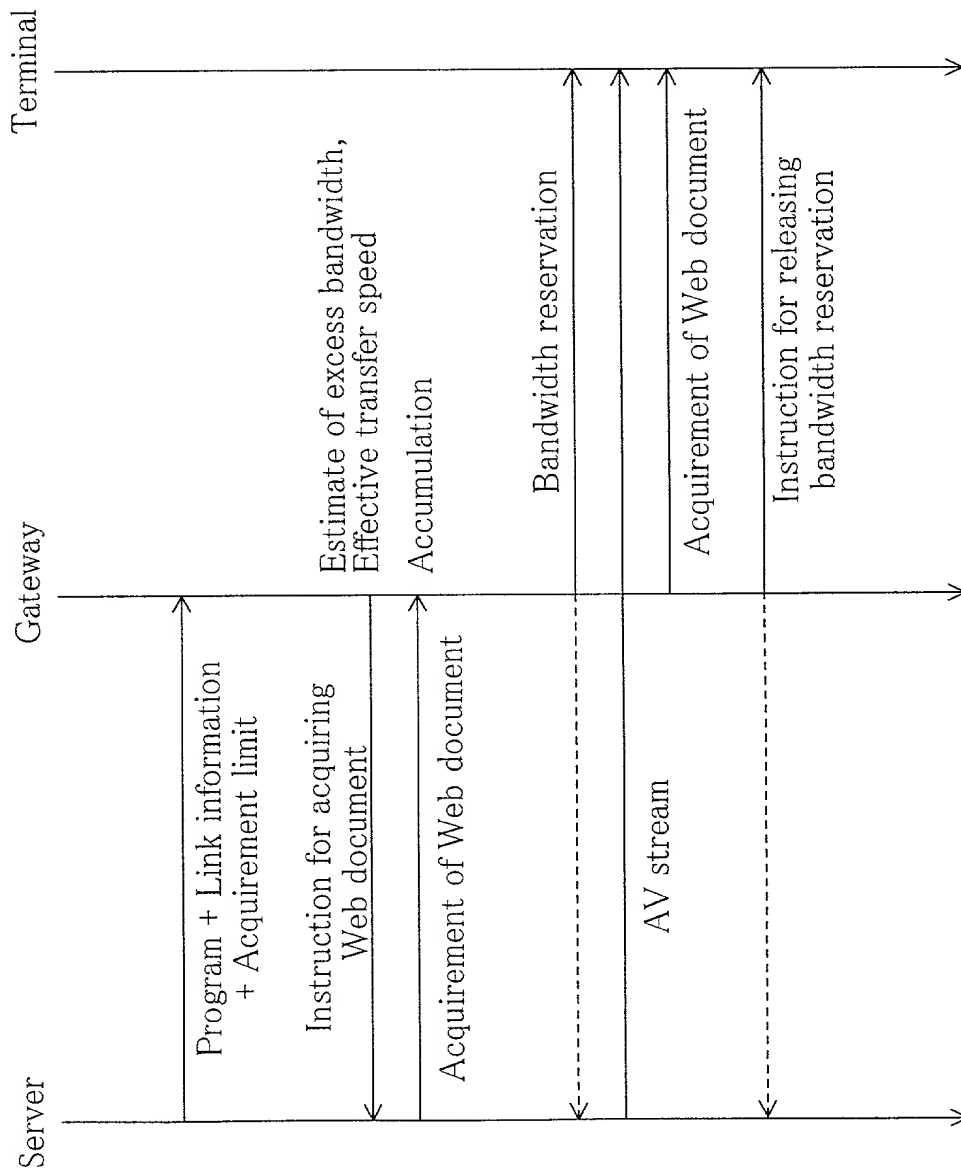 Server
Gateway
Terminal
Program + Link information
+ Acquirement limit
Estimate of excess bandwidth,
Effective transfer speed
Instruction for acquiring
Web document
Accumulation
Acquirement of Web document
Bandwidth reservation
AV stream
Acquirement of Web document
Instruction for releasing
bandwidth reservation